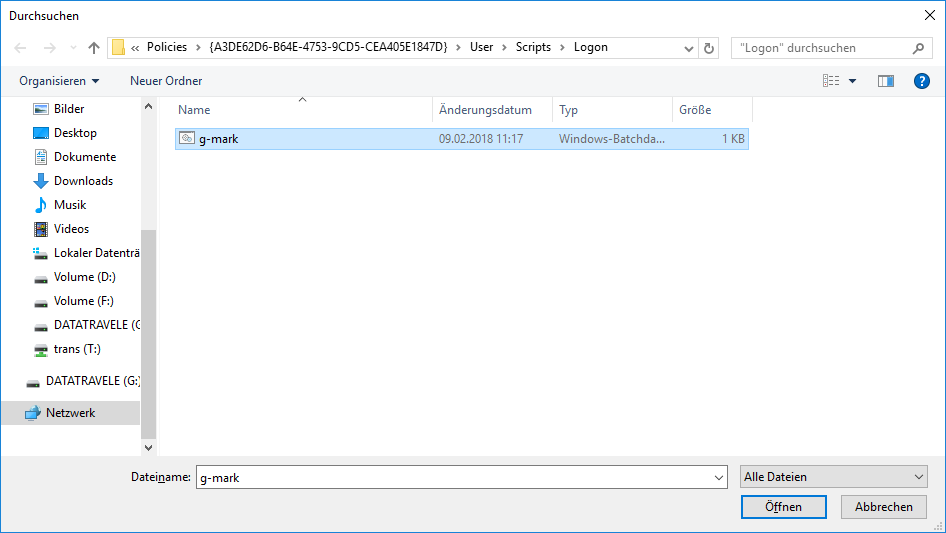 Durchsuchen
« Policies > {A3DE62D6-B64E-4753-9CD5-CEA405E1847D} > User > Scripts > Logon
"Logon" durchsuchen
Organisieren Neuer Ordner
Name Änderungsdatum Typ Größe
g-mark 09.02.2018 11:17 Windows-Batchda... 1 KB
Bilder
Desktop
Dokumente
Downloads
Musik
Videos
Lokaler Datenträ
Volume (D:)
Volume (F:)
DATATRAVELE (G
trans (T:)
DATATRAVELE (G:)
Netzwerk
Dateiname: g-mark
Alle Dateien
Öffnen Abbrechen